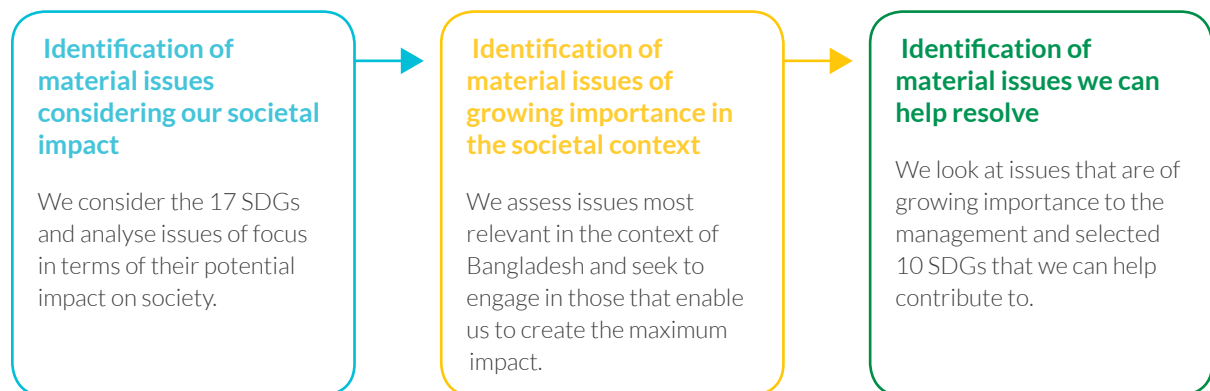 Identification of
material issues
considering our societal
impact
We consider the 17 SDGs
and analyse issues of focus
in terms of their potential
impact on society.
Identification of
material issues of
growing importance in
the societal context
We assess issues most
relevant in the context of
Bangladesh and seek to
engage in those that enable
us to create the maximum
impact.
Identification of
material issues we can
help resolve
We look at issues that are of
growing importance to the
management and selected
10 SDGs that we can help
contribute to.